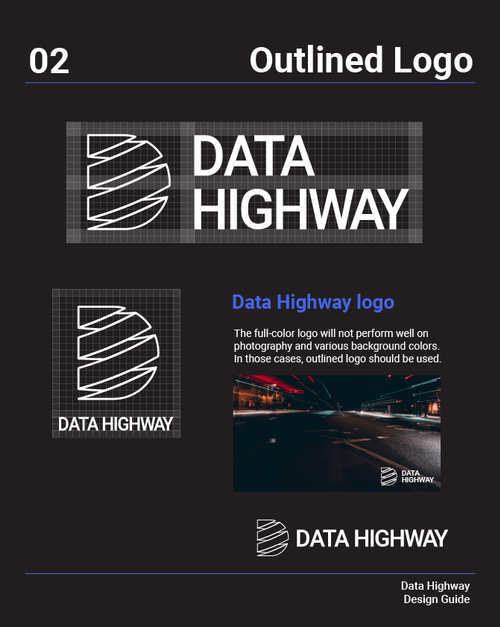 02
Outlined Logo
DATA
HIGHWAY
DATA HIGHWAY
Data Highway logo
The full-color logo will not perform well on
photography and various background colors.
In those cases, outlined logo should be used.
DATA
HIGHWAY
DATA HIGHWAY
Data Highway
Design Guide